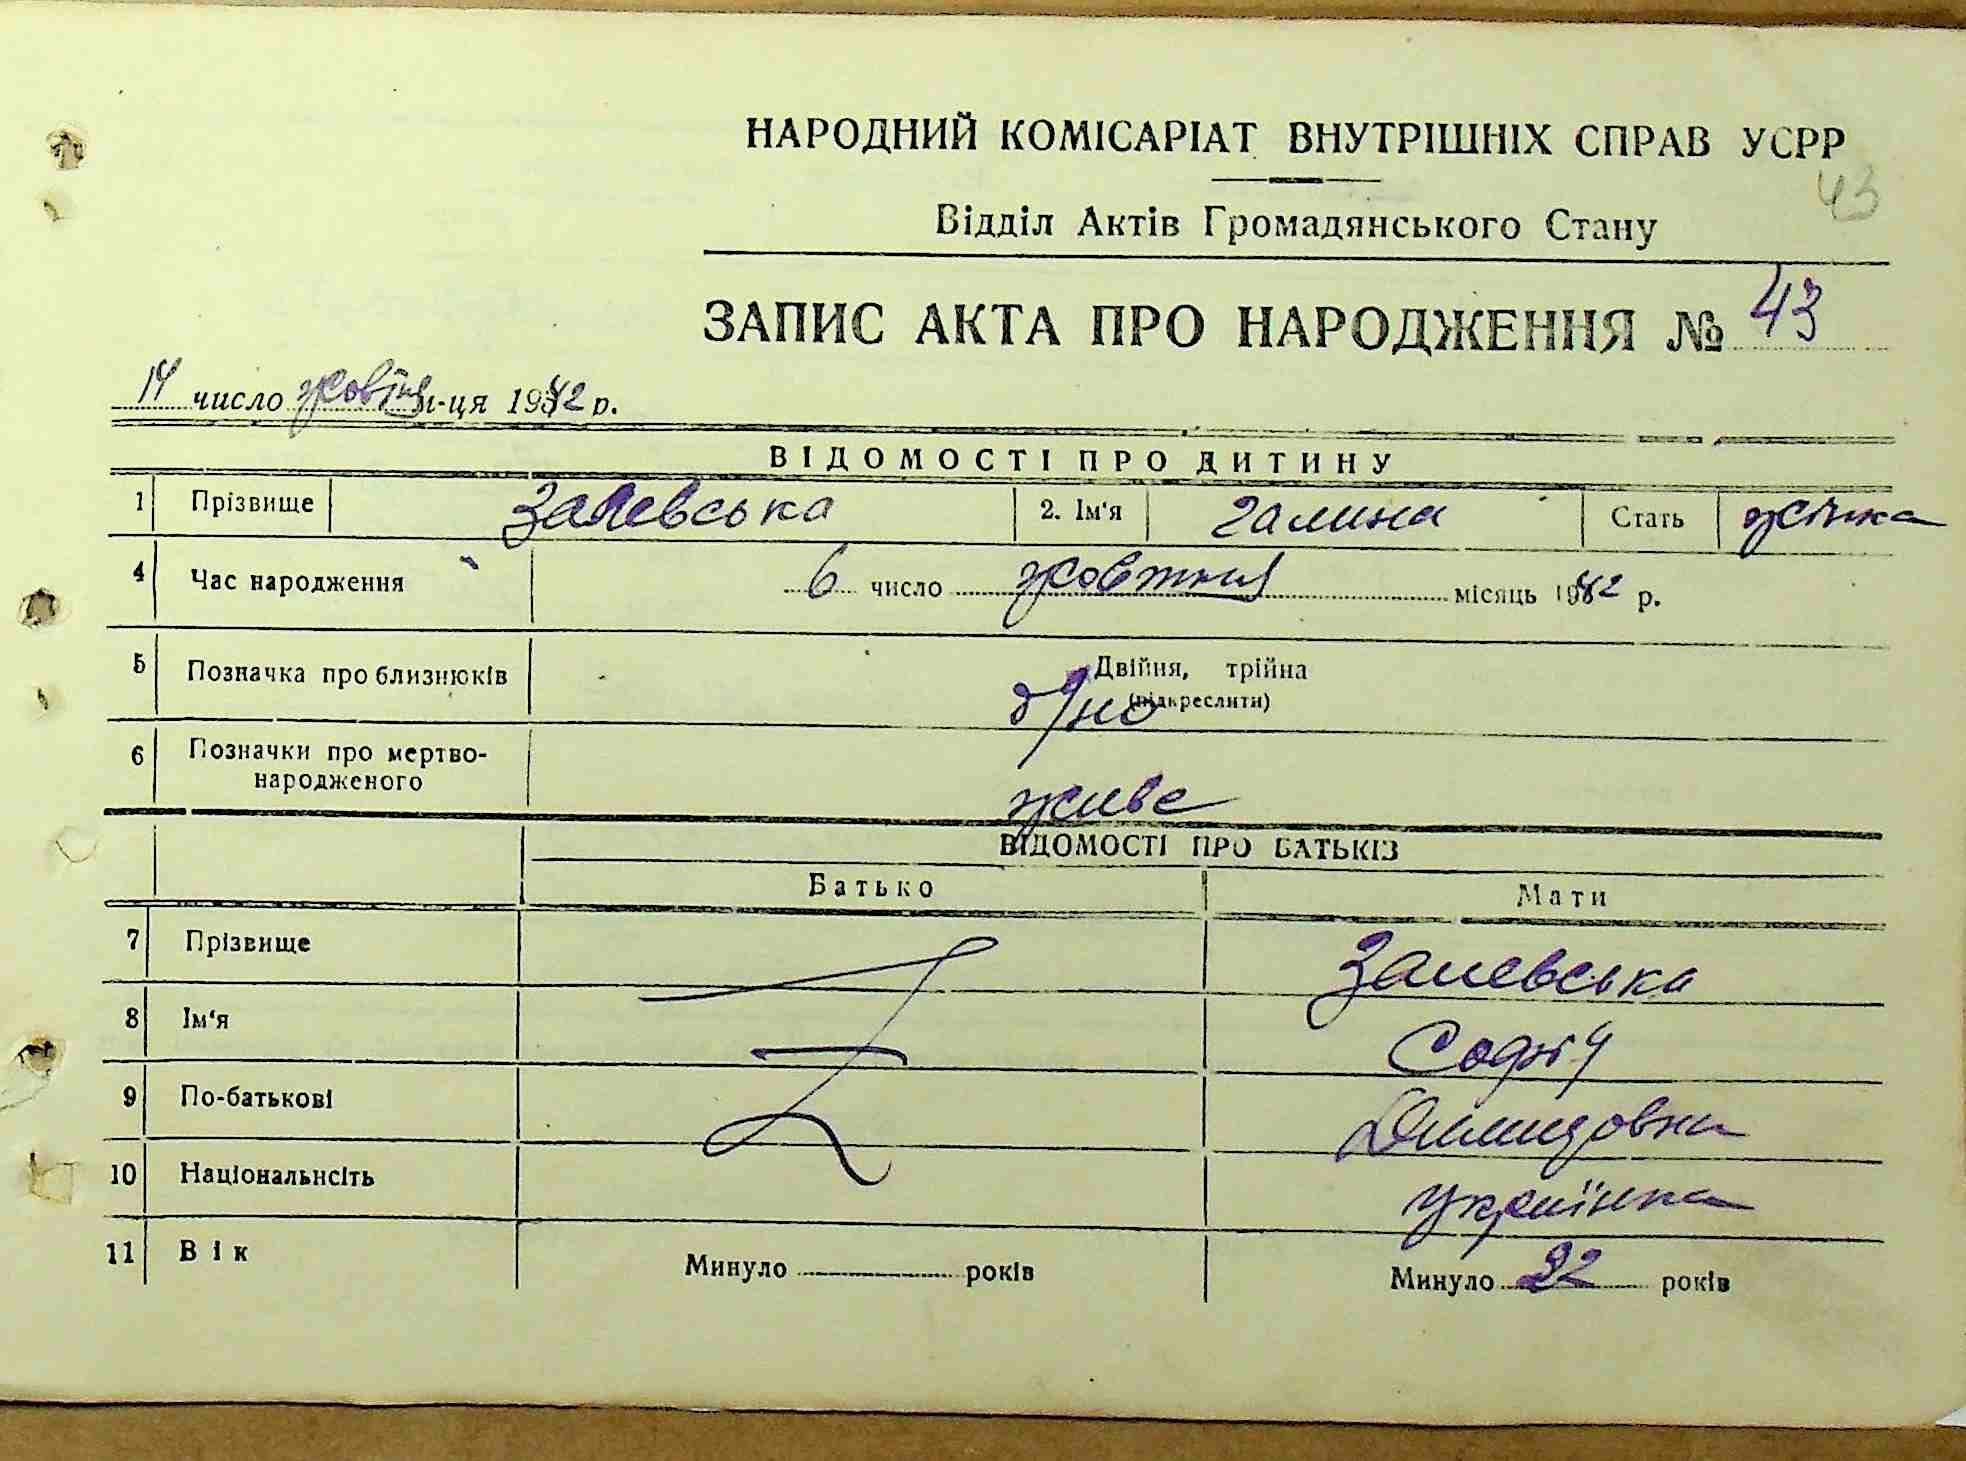 НАРОДНИЙ КОМІСАРІАТ ВНУТРІШНІХ СПРАВ УСРР
43
Відділ Актів Громадянського Стану
ЗАПИС АКТА ПРО НАРОДЖЕННЯ № 43
14 число жовтня м-ця 1942 р.
ВІДОМОСТІ ПРО ДИТИНУ
1 Прізвище Залевська 2. Ім'я Галина Стать жінка
4 Час народження 6 число жовтня місяць 1942 р.
5 Позначка про близнюків Двійня, трійна
(підкреслити)
одно
6 Позначки про мертво-
народженого живе
ВІДОМОСТІ ПРО БАТЬКІВ
Батько Мати
7 Прізвище Залевська
8 Ім'я Софія
9 По-батькові
10 Національнсіть українка
11 Вік Минуло років Минуло 22 років